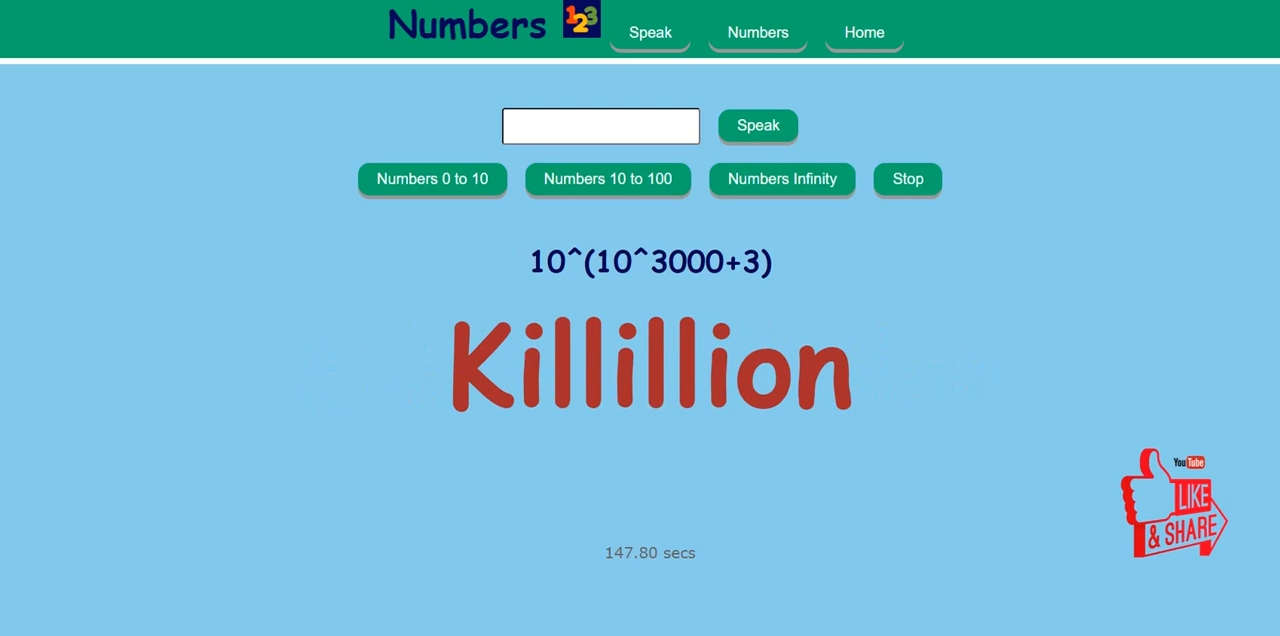 Numbers 123 Speak Numbers Home
Speak
Numbers 0 to 10 Numbers 10 to 100 Numbers Infinity Stop
10^(10^3000+3)
Killillion
YouTube
LIKE
& SHARE
147.80 secs